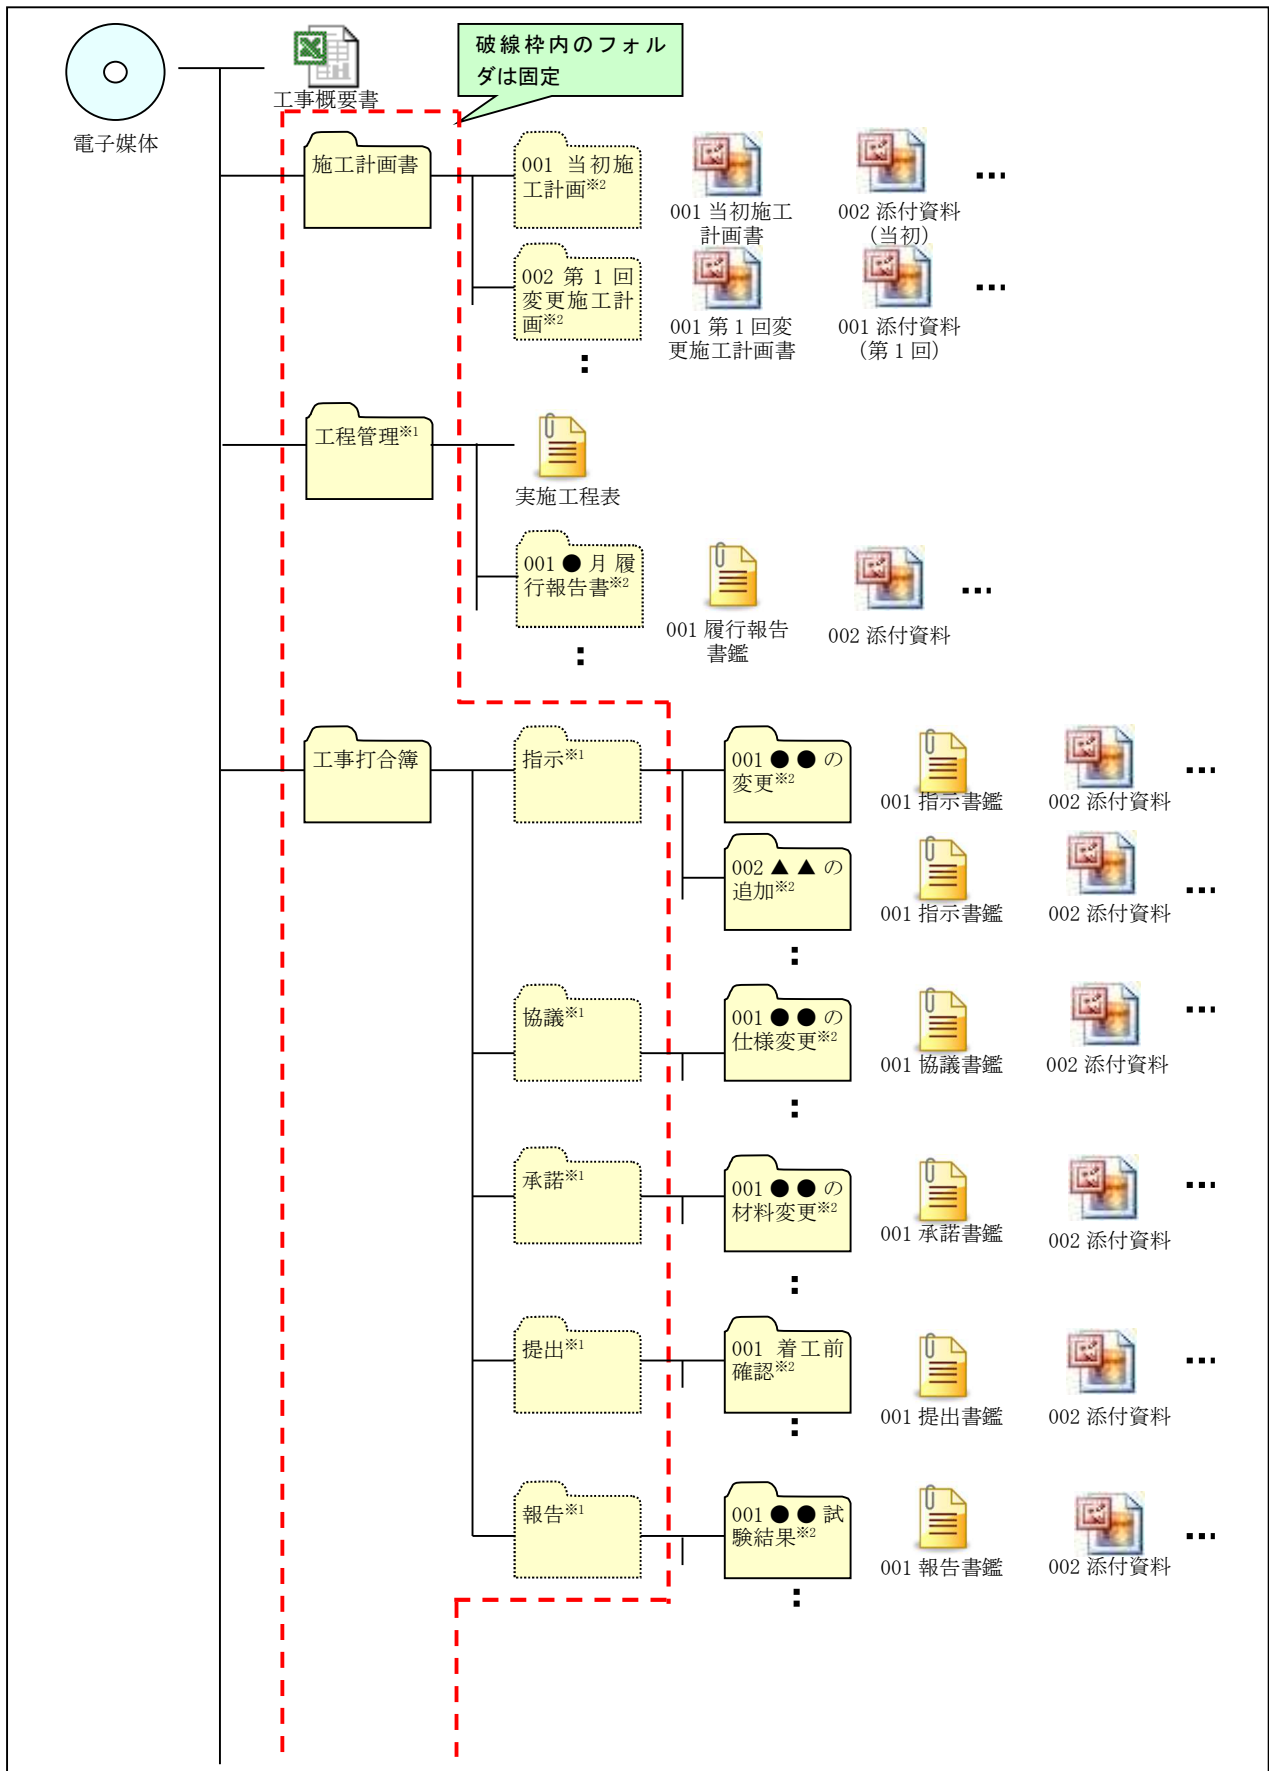 破線枠内のフォル
ダは固定
電子媒体
工事概要書
施工計画書
001 当初施
工計画※2
001 当初施工
計画書
002 添付資料
（当初）
…
002 第 1 回
変更施工計
画※2
001 第 1 回変
更施工計画書
001 添付資料
（第 1 回）
…
：
工程管理※1
実施工程表
001 ● 月 履
行報告書※2
001 履行報告
書鑑
002 添付資料
…
：
工事打合簿
指示※1
001 ● ● の
変更※2
001 指示書鑑
002 添付資料
…
002 ▲ ▲ の
追加※2
001 指示書鑑
002 添付資料
…
：
協議※1
001 ● ● の
仕様変更※2
001 協議書鑑
002 添付資料
…
：
承諾※1
001 ● ● の
材料変更※2
001 承諾書鑑
002 添付資料
…
：
提出※1
001 着工前
確認※2
001 提出書鑑
002 添付資料
…
：
報告※1
001 ● ● 試
験結果※2
001 報告書鑑
002 添付資料
…
：